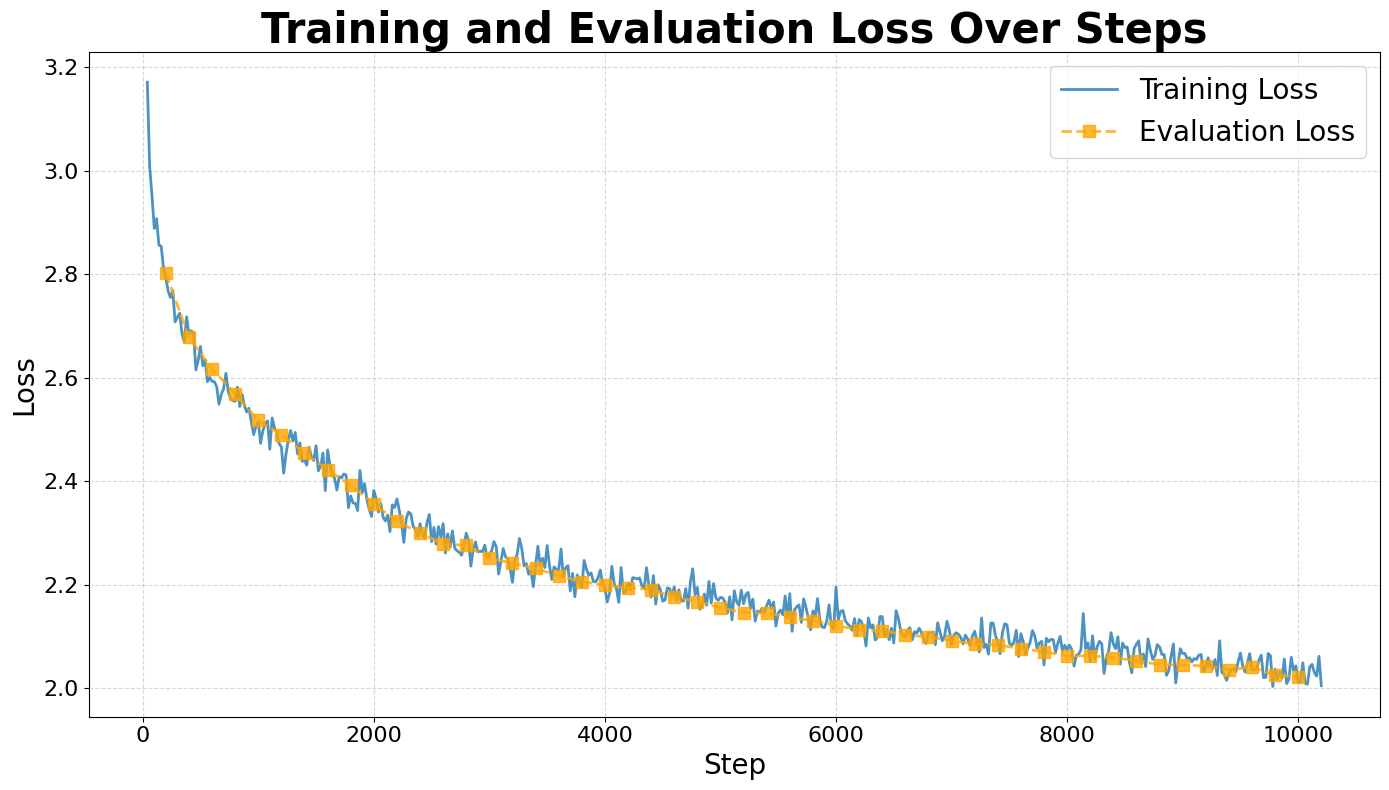 Training and Evaluation Loss Over Steps
3.2
3.0
2.8
2.6
2.4
2.2
2.0
Loss
Training Loss
Evaluation Loss
0 2000 4000 6000 8000 10000
Step